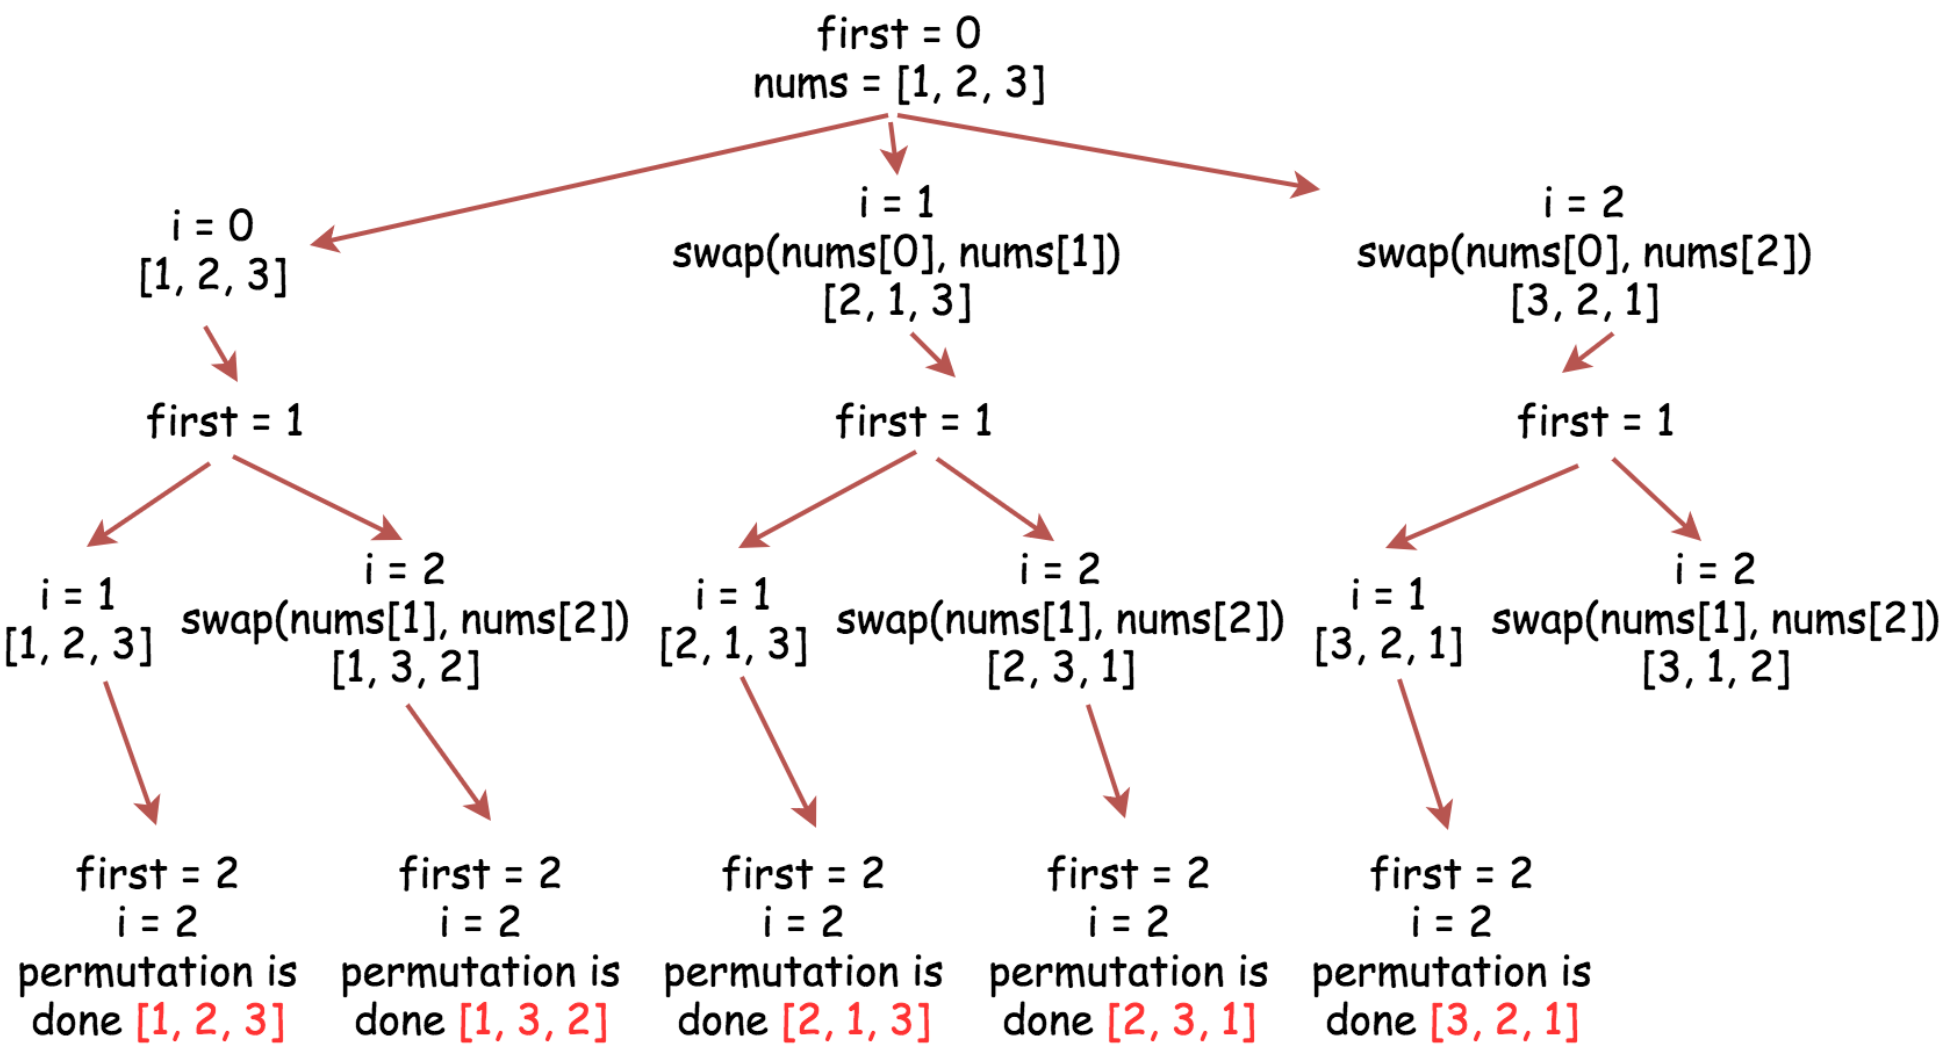 first = 0
nums = [1, 2, 3]
i = 0
[1, 2, 3]
i = 1
swap(nums[0], nums[1])
[2, 1, 3]
i = 2
swap(nums[0], nums[2])
[3, 2, 1]
first = 1
first = 1
first = 1
i = 1
[1, 2, 3]
i = 2
swap(nums[1], nums[2])
[1, 3, 2]
i = 1
[2, 1, 3]
i = 2
swap(nums[1], nums[2])
[2, 3, 1]
i = 1
[3, 2, 1]
i = 2
swap(nums[1], nums[2])
[3, 1, 2]
first = 2
i = 2
permutation is
done [1, 2, 3]
first = 2
i = 2
permutation is
done [1, 3, 2]
first = 2
i = 2
permutation is
done [2, 1, 3]
first = 2
i = 2
permutation is
done [2, 3, 1]
first = 2
i = 2
permutation is
done [3, 2, 1]